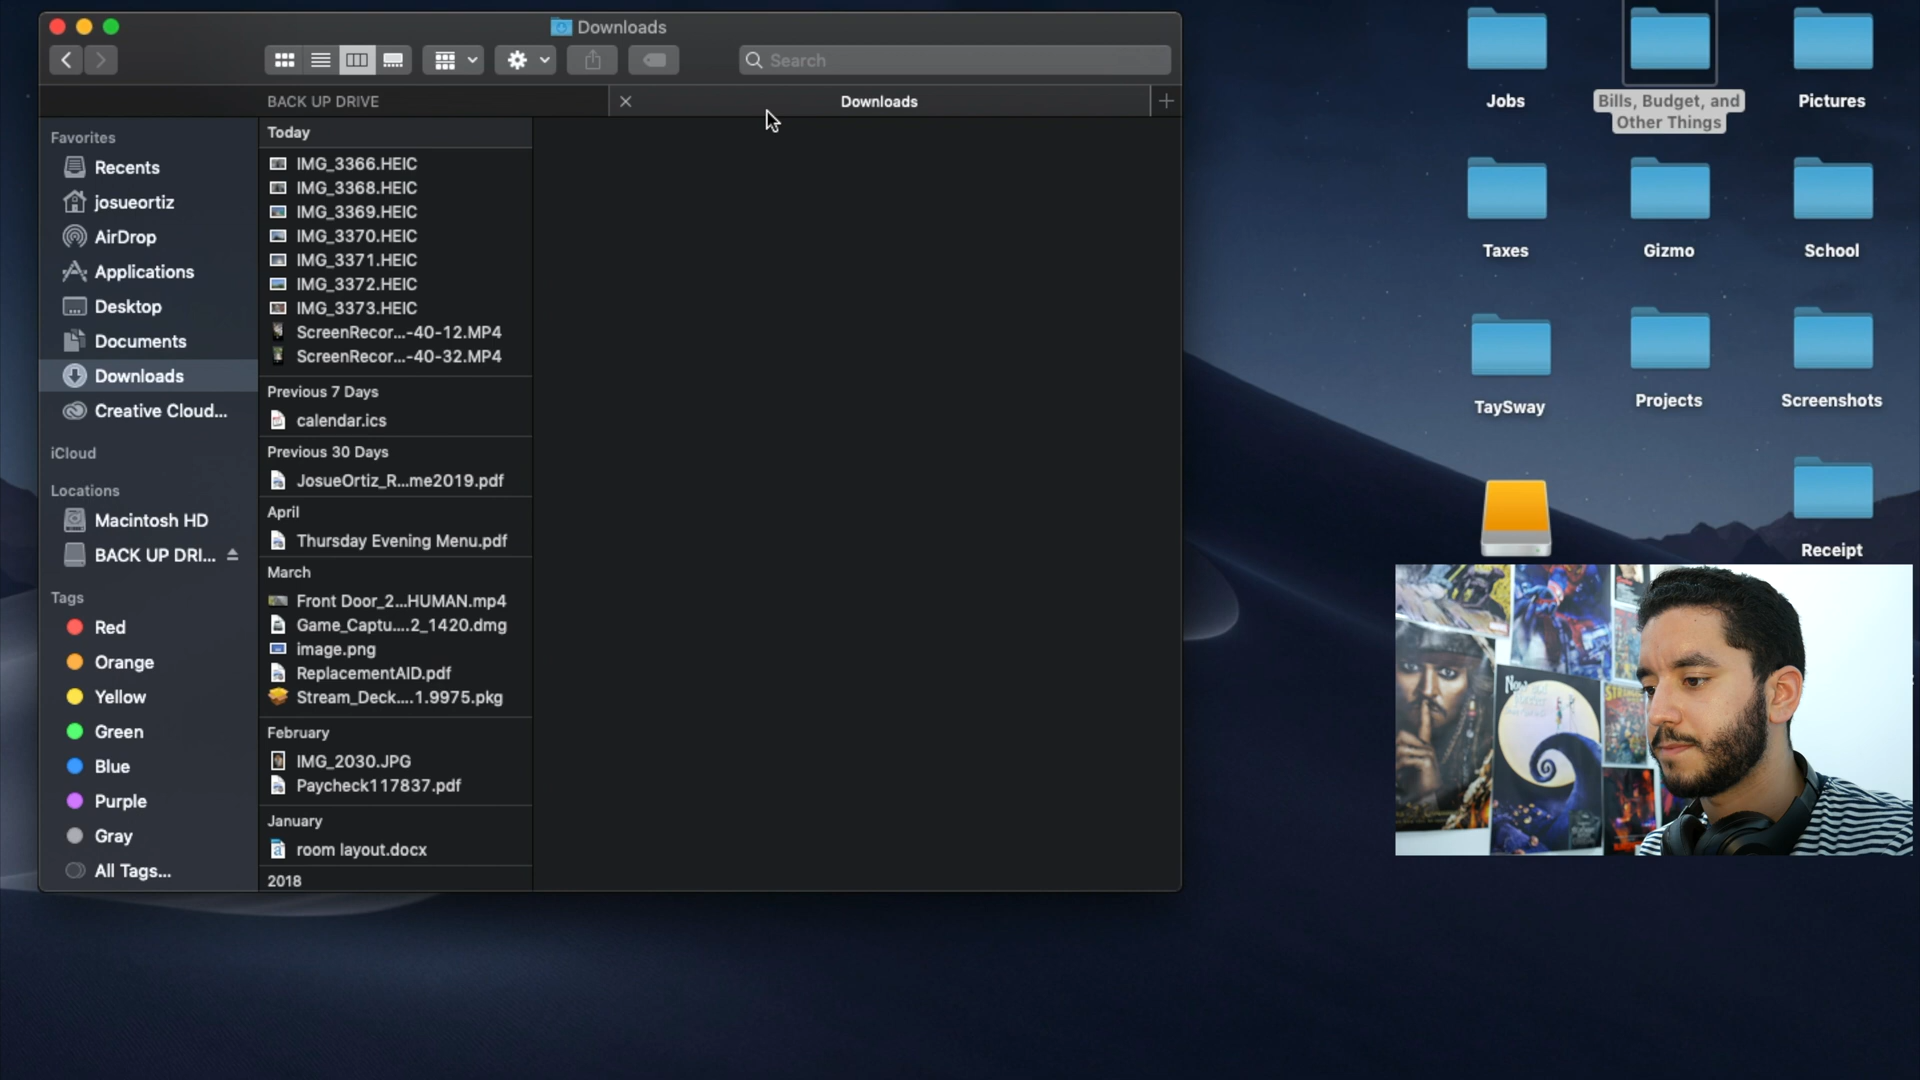 Downloads
Search
BACK UP DRIVE
Downloads
Favorites
Recents
josueortiz
AirDrop
Applications
Desktop
Documents
Downloads
Creative Cloud...
iCloud
Locations
Macintosh HD
BACK UP DRI...
Tags
Red
Orange
Yellow
Green
Blue
Purple
Gray
All Tags...
Today
IMG_3366.HEIC
IMG_3368.HEIC
IMG_3369.HEIC
IMG_3370.HEIC
IMG_3371.HEIC
IMG_3372.HEIC
IMG_3373.HEIC
ScreenRecor...-40-12.MP4
ScreenRecor...-40-32.MP4
Previous 7 Days
calendar.ics
Previous 30 Days
JosueOrtiz_R...me2019.pdf
April
Thursday Evening Menu.pdf
March
Front Door_2...HUMAN.mp4
Game_Captu....2_1420.dmg
image.png
ReplacementAID.pdf
Stream_Deck....1.9975.pkg
February
IMG_2030.JPG
Paycheck117837.pdf
January
room layout.docx
2018
Jobs
Bills, Budget, and
Other Things
Pictures
Taxes
Gizmo
School
TaySway
Projects
Screenshots
Receipt